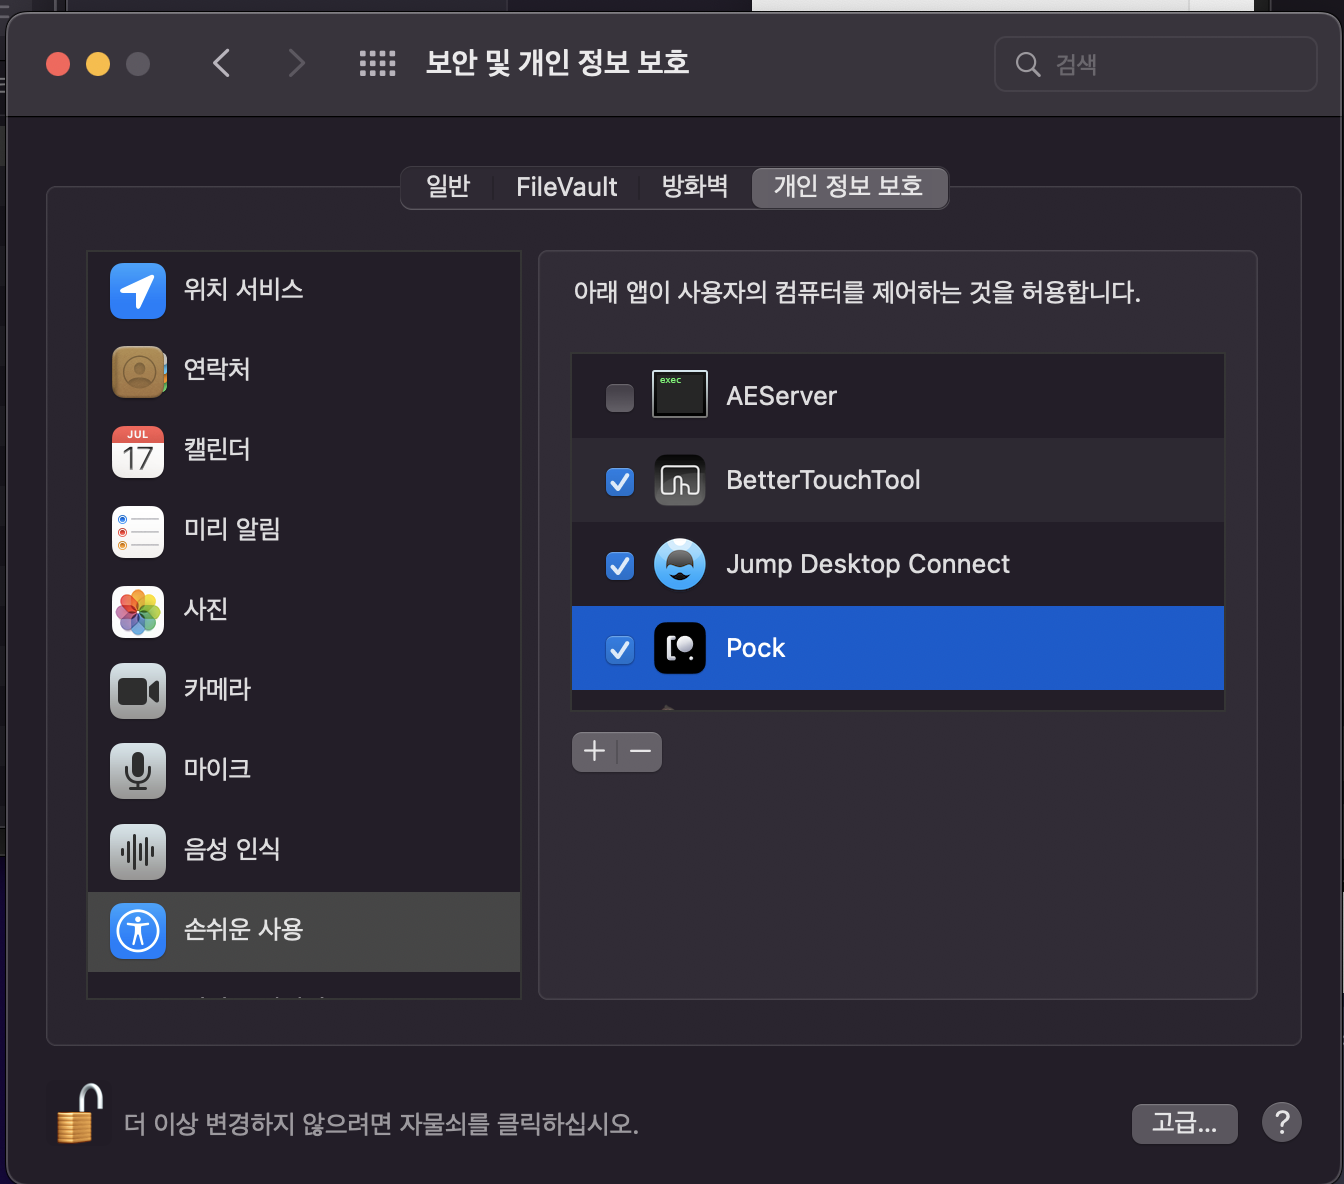 보안 및 개인 정보 보호
검색
일반
FileVault
방화벽
개인 정보 보호
위치 서비스
연락처
JUL
17
캘린더
미리 알림
사진
카메라
마이크
음성 인식
손쉬운 사용
아래 앱이 사용자의 컴퓨터를 제어하는 것을 허용합니다.
exec
AEServer
BetterTouchTool
Jump Desktop Connect
Pock
더 이상 변경하지 않으려면 자물쇠를 클릭하십시오.
고급...
?